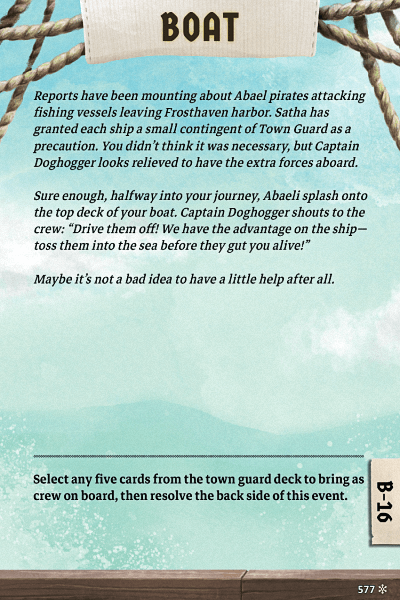 BOAT
Reports have been mounting about Abael pirates attacking
fishing vessels leaving Frosthaven harbor. Satha has
granted each ship a small contingent of Town Guard as a
precaution. You didn't think it was necessary, but Captain
Doghogger looks relieved to have the extra forces aboard.
Sure enough, halfway into your journey, Abaeli splash onto
the top deck of your boat. Captain Doghogger shouts to the
crew: “Drive them off! We have the advantage on the ship—
toss them into the sea before they gut you alive!”
Maybe it's not a bad idea to have a little help after all.
Select any five cards from the town guard deck to bring as
crew on board, then resolve the back side of this event.
B-16
577